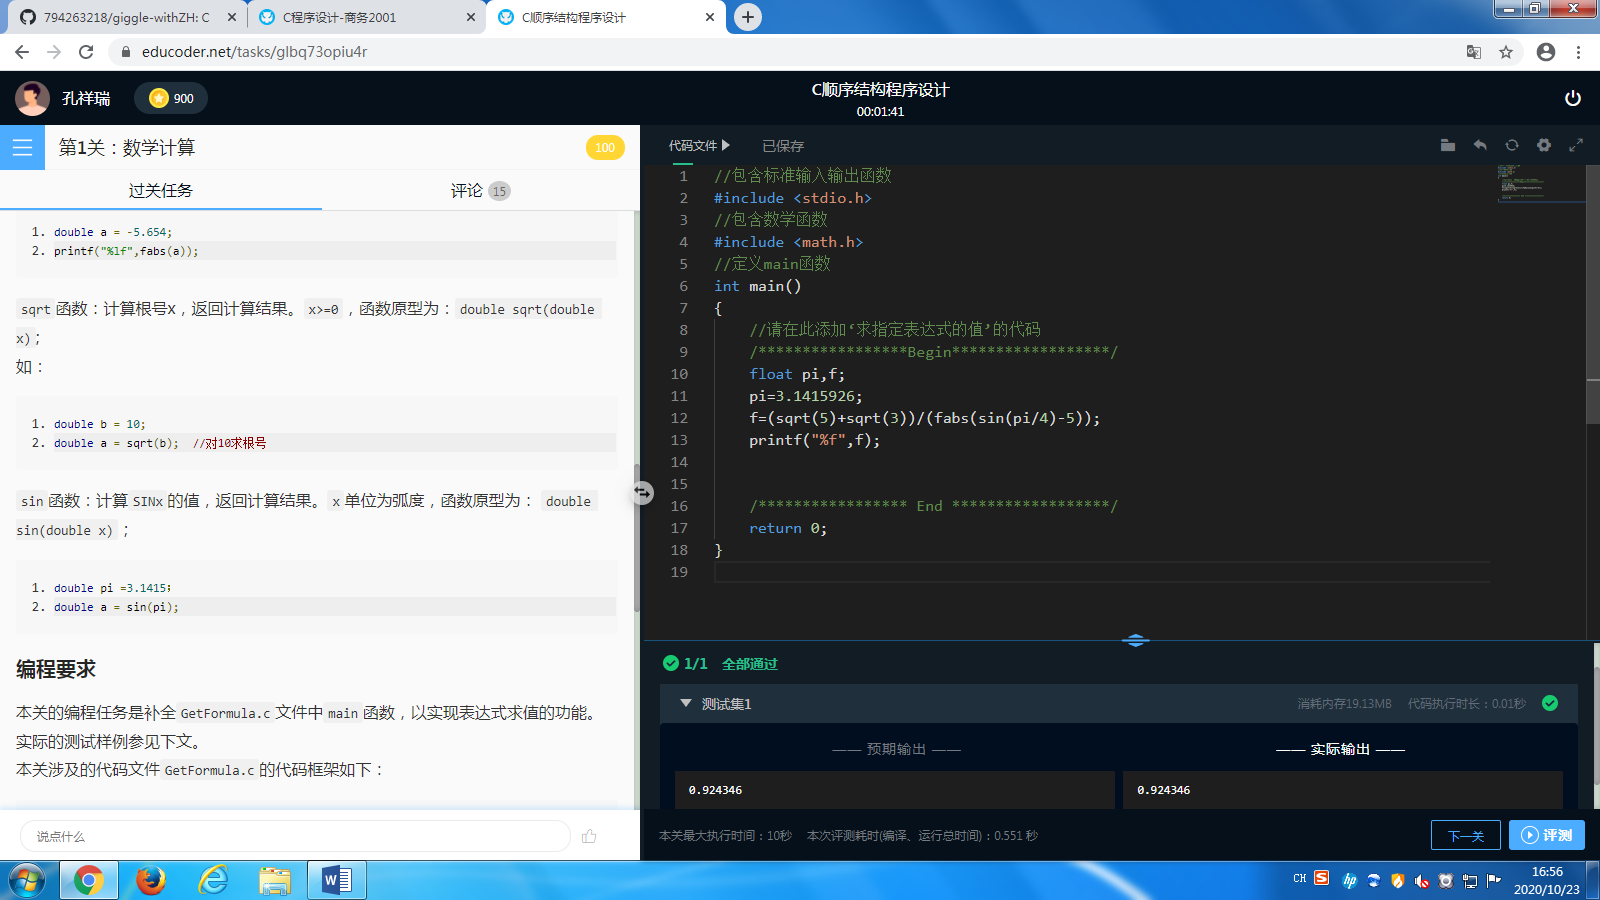 794263218/giggle-withZH: C
C程序设计-商务2001
C顺序结构程序设计
educoder.net/tasks/glbq73opiu4r
孔祥瑞
900
C顺序结构程序设计
00:01:41
第1关：数学计算
100
过关任务
评论 15
1. double a = -5.654;
2. printf("%lf",fabs(a));
sqrt 函数：计算根号x，返回计算结果。 x>=0 ，函数原型为： double sqrt(double
x)；
如：
1. double b = 10;
2. double a = sqrt(b);  //对10求根号
sin 函数：计算 SINx 的值，返回计算结果。 x 单位为弧度，函数原型为： double
sin(double x) ；
1. double pi =3.1415；
2. double a = sin(pi);
编程要求
本关的编程任务是补全 GetFormula.c 文件中 main 函数，以实现表达式求值的功能。
实际的测试样例参见下文。
本关涉及的代码文件 GetFormula.c 的代码框架如下：
说点什么
代码文件
已保存
1 //包含标准输入输出函数
2 #include <stdio.h>
3 //包含数学函数
4 #include <math.h>
5 //定义main函数
6 int main()
7 {
8 //请在此添加‘求指定表达式的值’的代码
9 /*****************Begin******************/
10 float pi,f;
11 pi=3.1415926;
12 f=(sqrt(5)+sqrt(3))/(fabs(sin(pi/4)-5));
13 printf("%f",f);
14
15
16 /***************** End ******************/
17 return 0;
18 }
19
1/1 全部通过
测试集1
消耗内存19.13MB 代码执行时长：0.01秒
—— 预期输出 ——
—— 实际输出 ——
0.924346
0.924346
本关最大执行时间：10秒 本次评测耗时(编译、运行总时间)：0.551 秒
下一关
评测
CH
16:56
2020/10/23